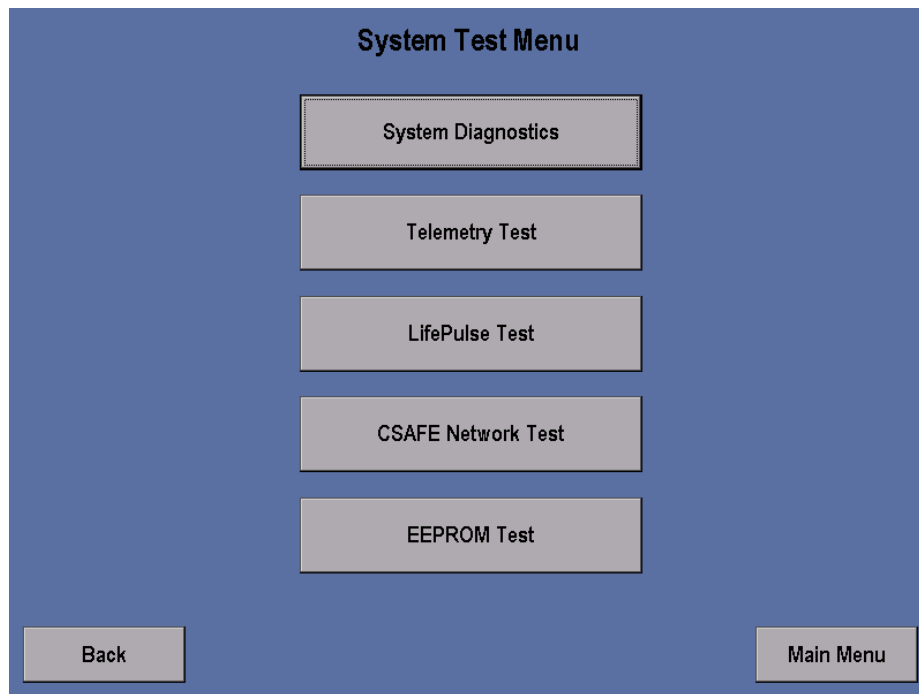 System Test Menu
System Diagnostics
Telemetry Test
LifePulse Test
CSAFE Network Test
EEPROM Test
Back
Main Menu